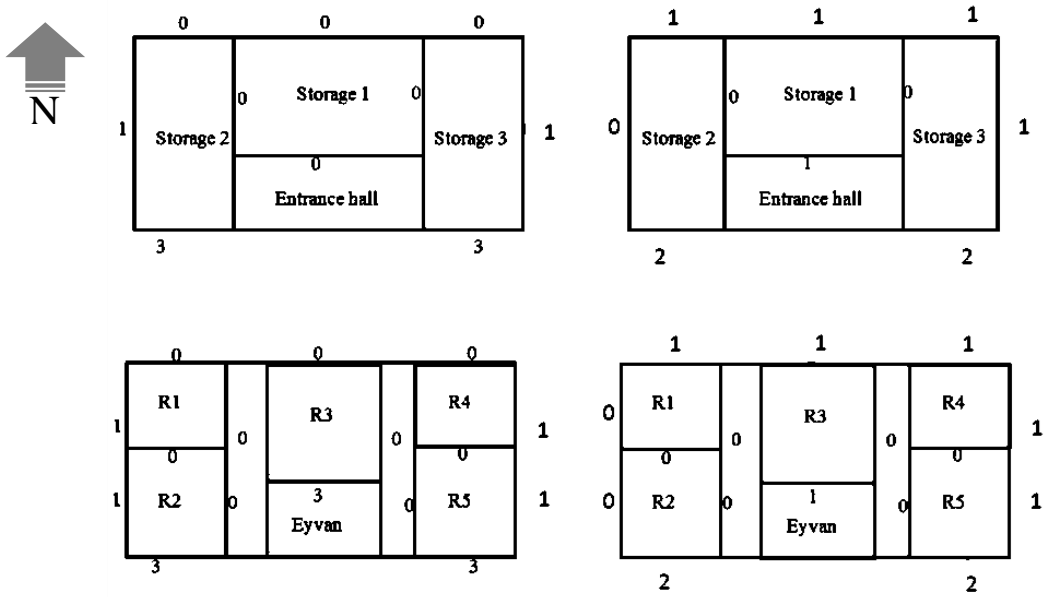 0 0 0 1 1 1
N
0 Storage 1 0 0 Storage 1 0
1 Storage 2 Storage 3 1 0 Storage 2 Storage 3 1
0 1
Entrance hall Entrance hall
3 3 2 2
0 0 0 1 1 1
R1 R3 R4 R1 R3 R4
1 0 0 1 0 0 0 1
0 0 0 0
1 R2 0 3 0 R5 1 0 R2 0 1 0 R5 1
Eyvan Eyvan
3 3 2 2